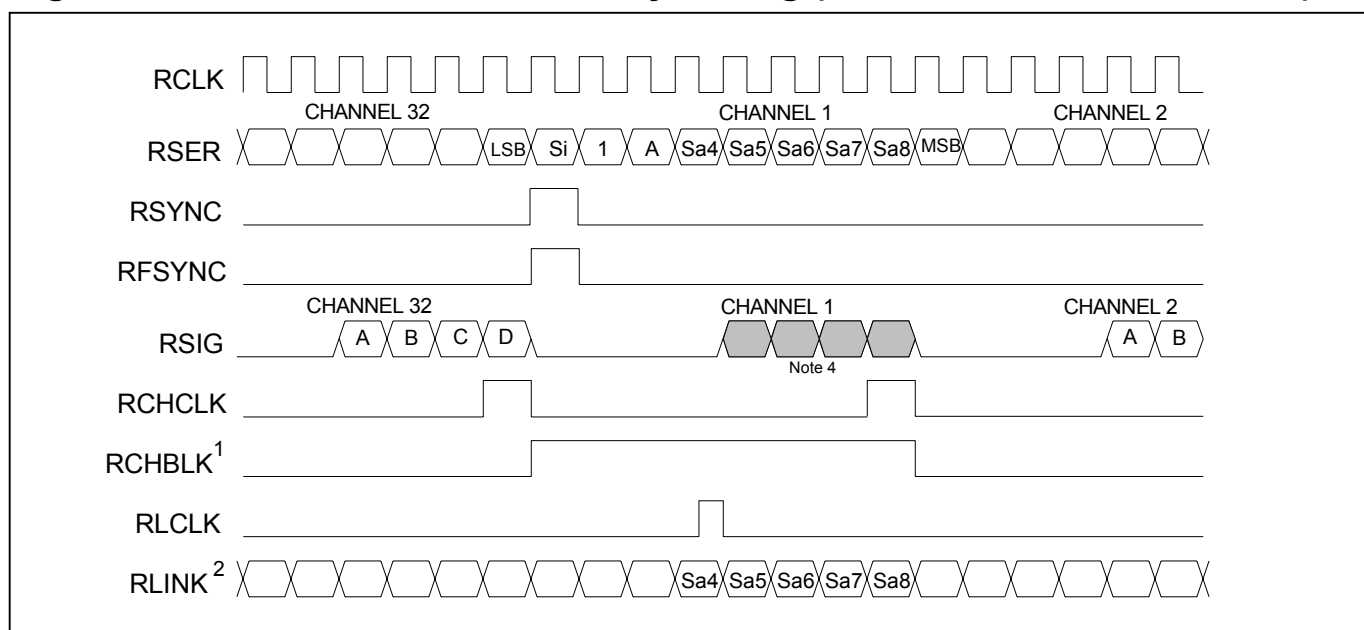 RCLK
CHANNEL 32 CHANNEL 1 CHANNEL 2
RSER LSB Si 1 A Sa4 Sa5 Sa6 Sa7 Sa8 MSB
RSYNC
RFSYNC
CHANNEL 32 CHANNEL 1 CHANNEL 2
RSIG A B C D A B
Note 4
RCHCLK
RCHBLK1
RLCLK
RLINK2 Sa4 Sa5 Sa6 Sa7 Sa8